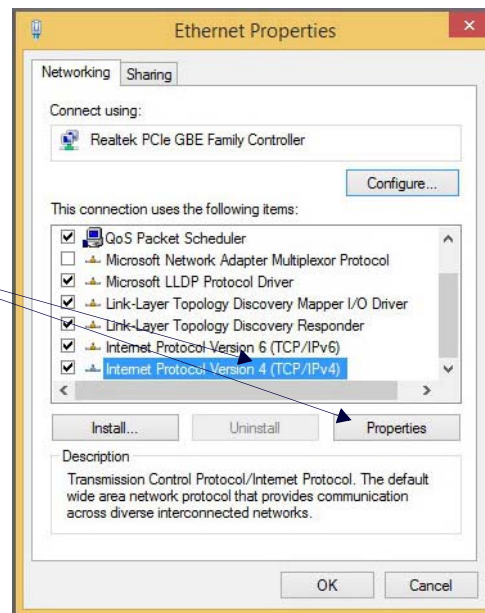 Ethernet Properties
Networking
Sharing
Connect using:
Realtek PCIe GBE Family Controller
Configure...
This connection uses the following items:
QoS Packet Scheduler
Microsoft Network Adapter Multiplexor Protocol
Microsoft LLDP Protocol Driver
Link-Layer Topology Discovery Mapper I/O Driver
Link-Layer Topology Discovery Responder
Internet Protocol Version 6 (TCP/IPv6)
Internet Protocol Version 4 (TCP/IPv4)
Install...
Uninstall
Properties
Description
Transmission Control Protocol/Internet Protocol. The default
wide area network protocol that provides communication
across diverse interconnected networks.
OK
Cancel